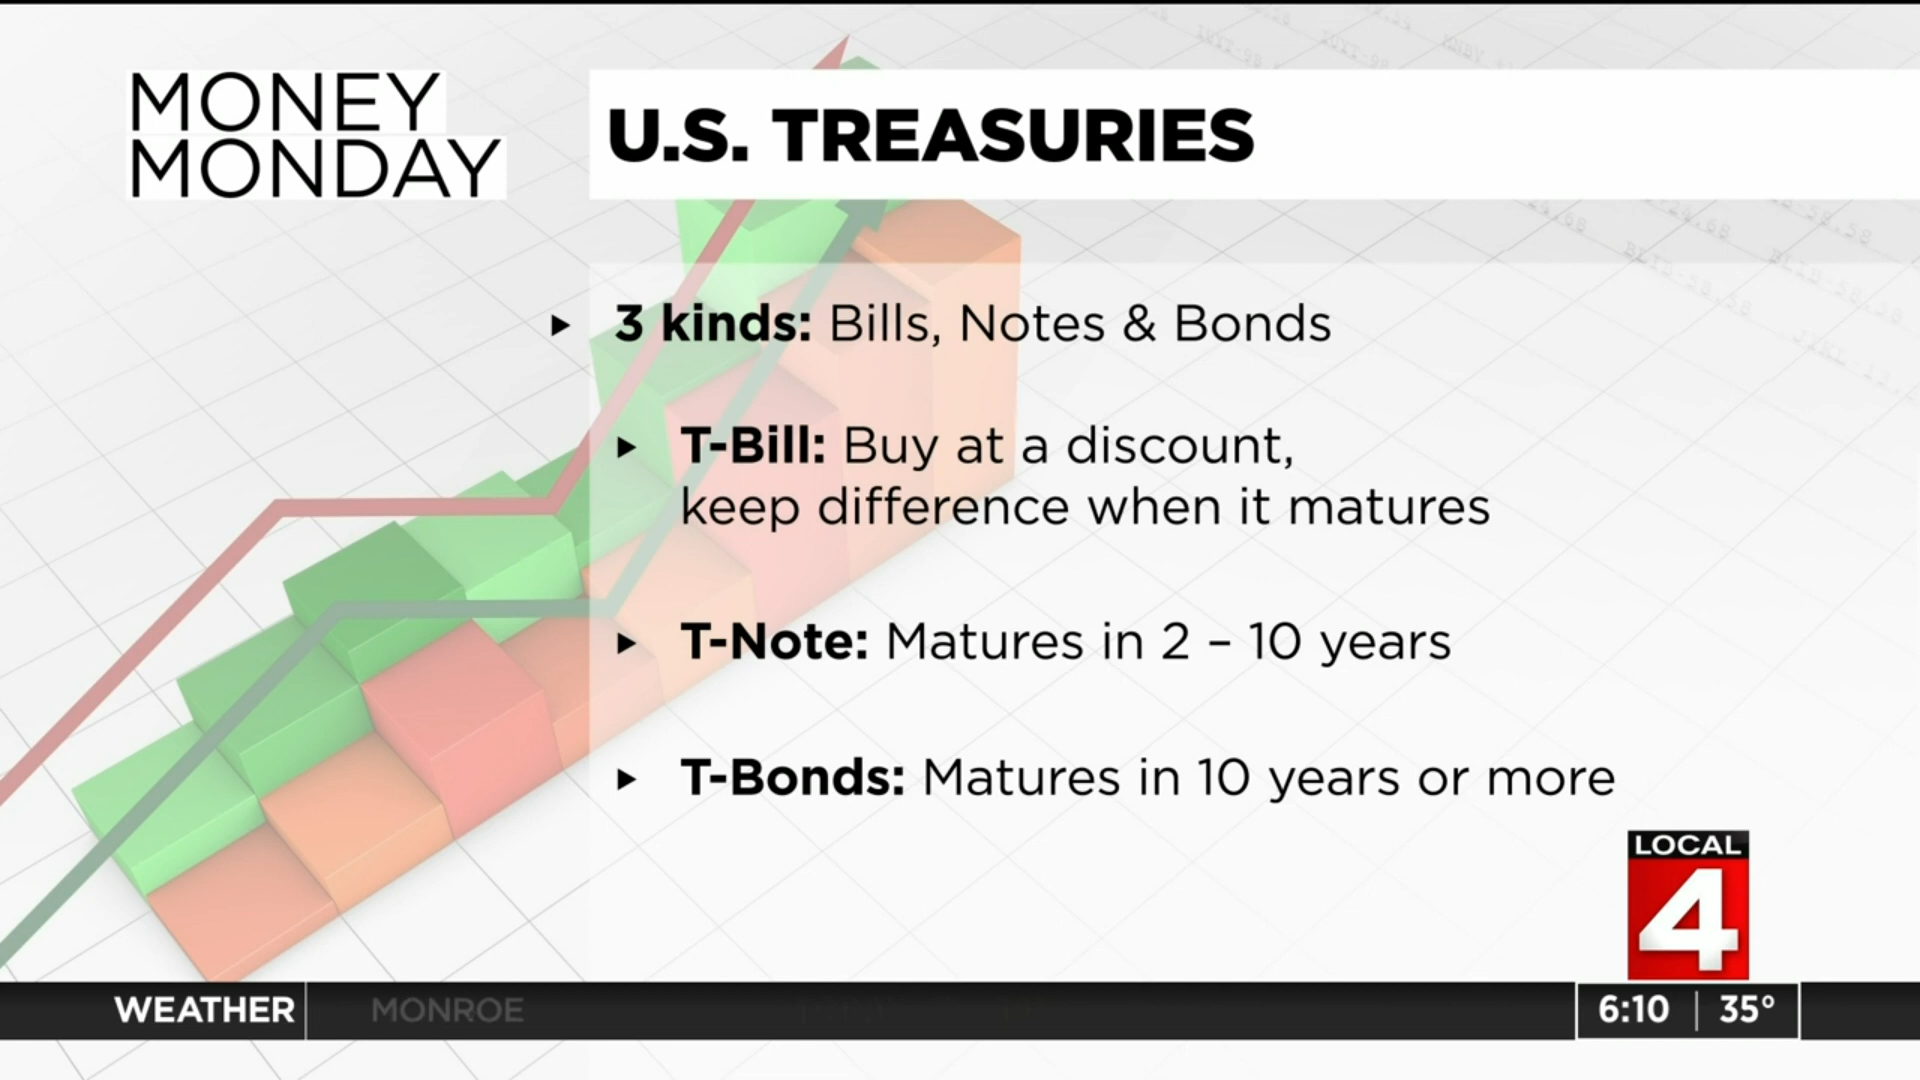 MONEY
MONDAY
U.S. TREASURIES
▶ 3 kinds: Bills, Notes & Bonds
▶ T-Bill: Buy at a discount,
keep difference when it matures
▶ T-Note: Matures in 2 – 10 years
▶ T-Bonds: Matures in 10 years or more
LOCAL
4
WEATHER MONROE 6:10 35°